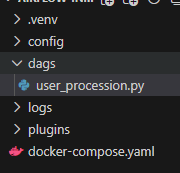 .venv
config
dags
user_procession.py
logs
plugins
docker-compose.yaml